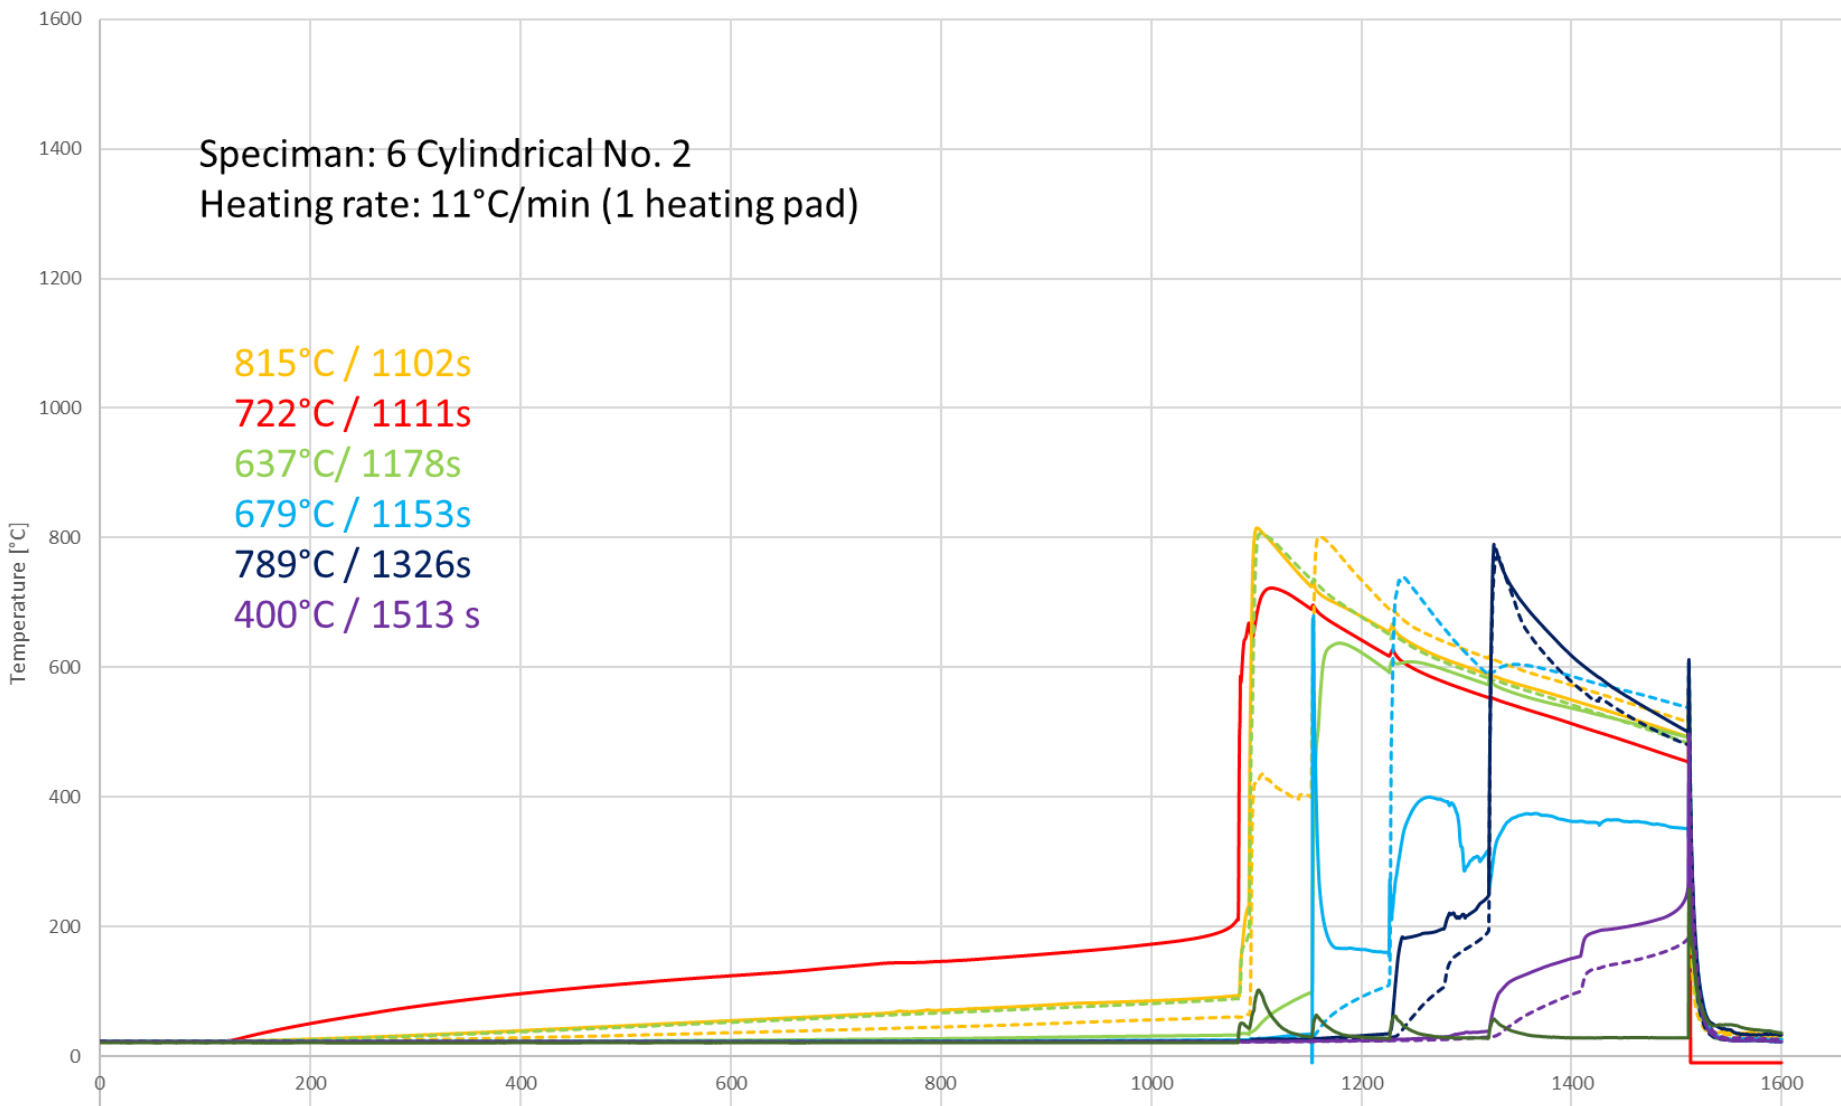 1600
Speciman: 6 Cylindrical No. 2
1400
Heating rate: 11°C/min (1 heating pad)
1200
815°C / 1102s
1000
722°C / 1111s
637°C/ 1178s
679°C / 1153s
800
789°C / 1326s
400°C / 1513 s
Temperature [°C]
600
400
200
0
0 200 400 600 800 1000 1200 1400 1600